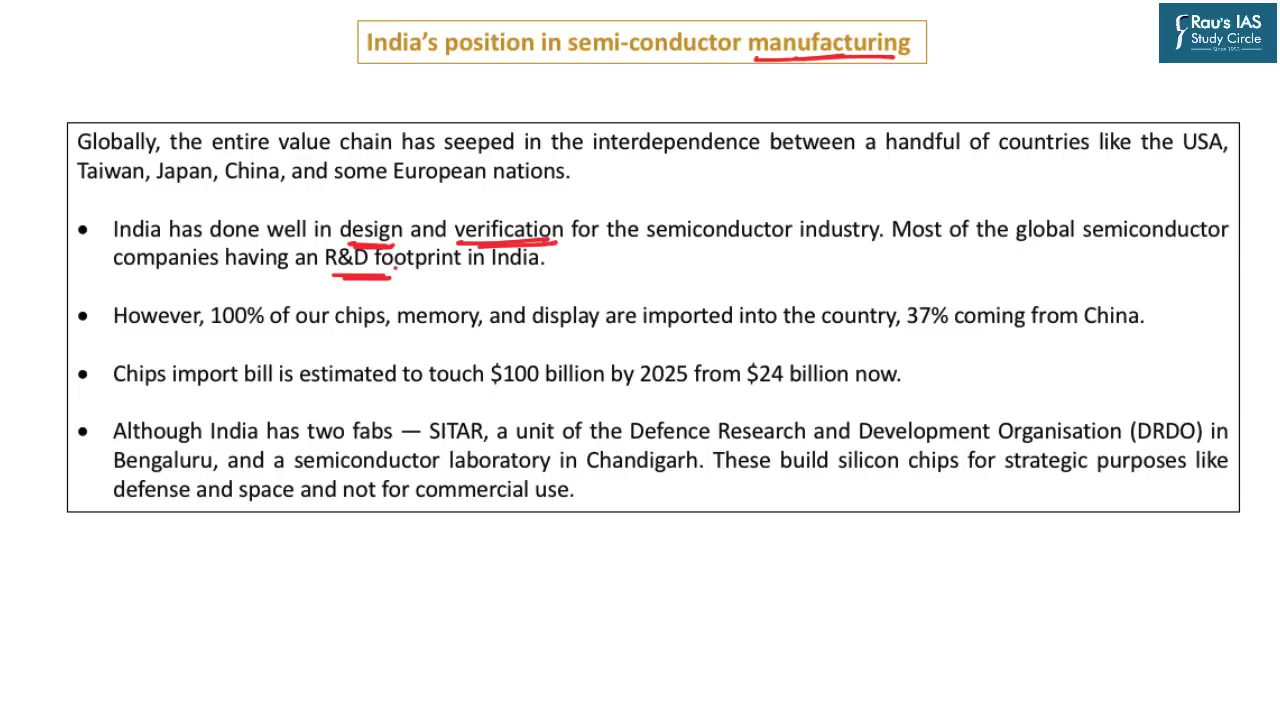 India's position in semi-conductor manufacturing
Rau's IAS
Study Circle
Since 1953
Globally, the entire value chain has seeped in the interdependence between a handful of countries like the USA,
Taiwan, Japan, China, and some European nations.
• India has done well in design and verification for the semiconductor industry. Most of the global semiconductor
companies having an R&D footprint in India.
• However, 100% of our chips, memory, and display are imported into the country, 37% coming from China.
• Chips import bill is estimated to touch $100 billion by 2025 from $24 billion now.
• Although India has two fabs — SITAR, a unit of the Defence Research and Development Organisation (DRDO) in
Bengaluru, and a semiconductor laboratory in Chandigarh. These build silicon chips for strategic purposes like
defense and space and not for commercial use.